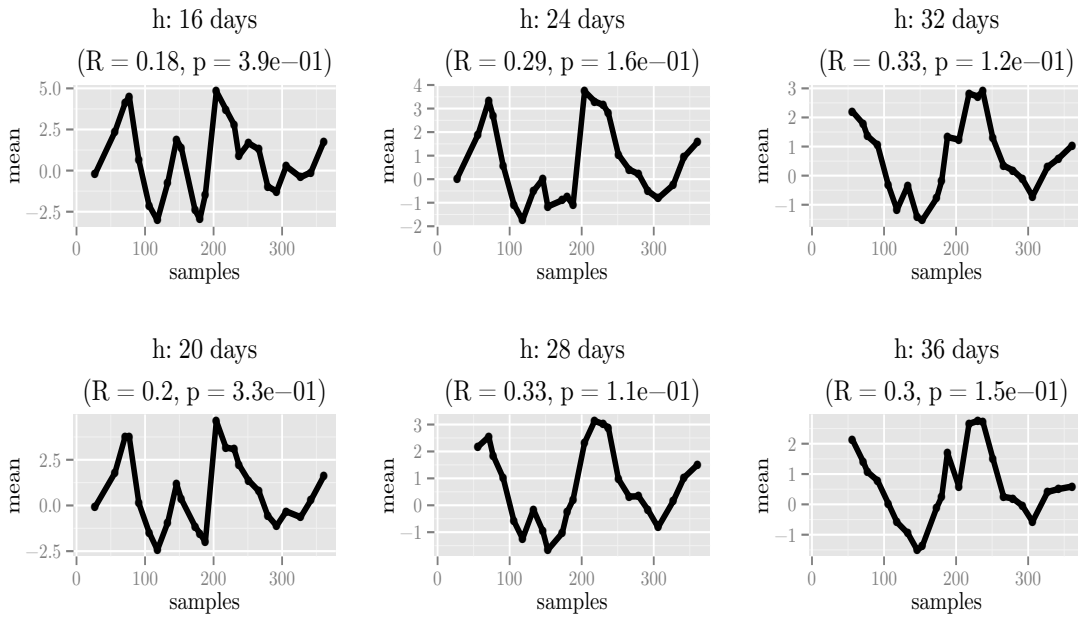 h: 16 days
(R = 0.18, p = 3.9e−01)
5.0
2.5
0.0
−2.5
mean
0 100 200 300
samples
h: 24 days
(R = 0.29, p = 1.6e−01)
4
3
2
1
0
−1
−2
mean
0 100 200 300
samples
h: 32 days
(R = 0.33, p = 1.2e−01)
3
2
1
0
−1
mean
0 100 200 300
samples
h: 20 days
(R = 0.2, p = 3.3e−01)
2.5
0.0
−2.5
mean
0 100 200 300
samples
h: 28 days
(R = 0.33, p = 1.1e−01)
3
2
1
0
−1
mean
0 100 200 300
samples
h: 36 days
(R = 0.3, p = 1.5e−01)
2
1
0
−1
mean
0 100 200 300
samples